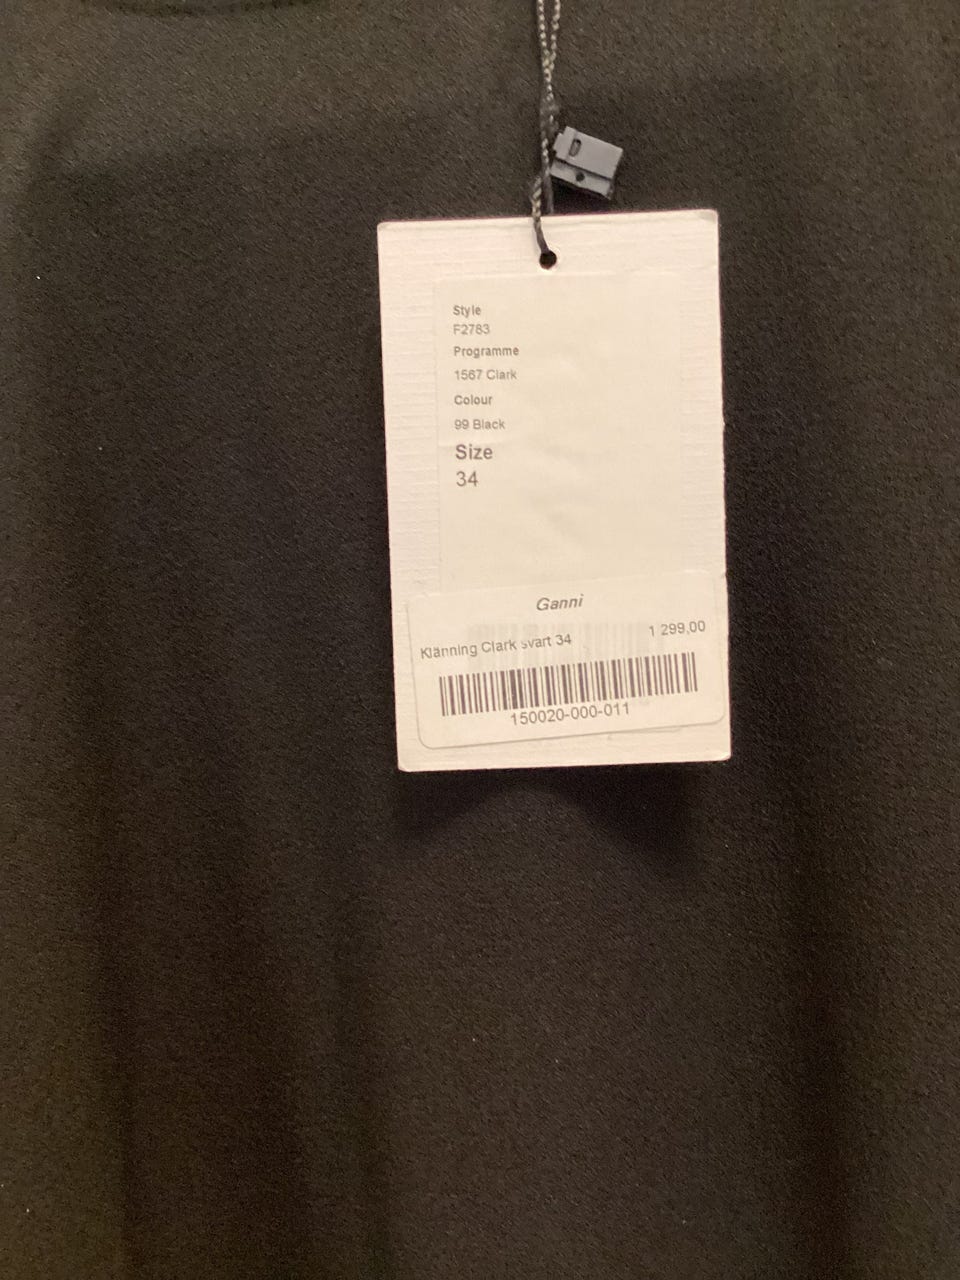 Style
F2783
Programme
1567 Clark
Colour
99 Black
Size
34
Ganni
Klänning Clark svart 34 1 299,00
150020-000-011